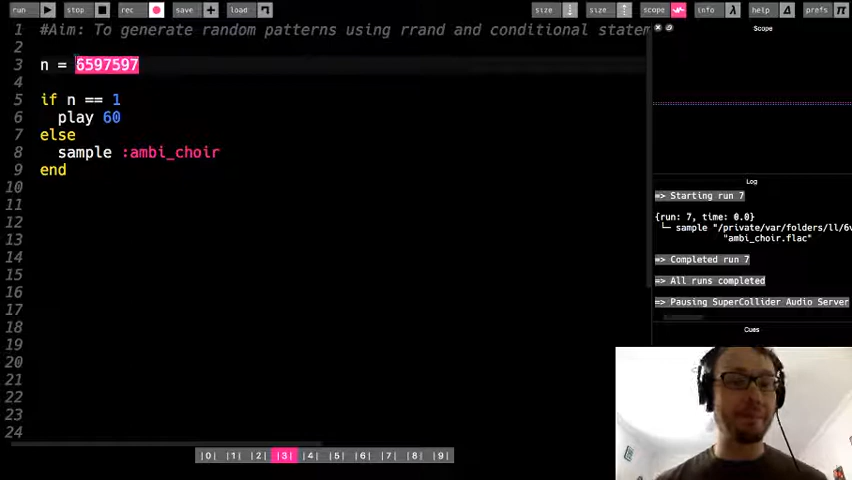 run stop rec save load size size scope info help prefs
1 #Aim: To generate random patterns using rrand and conditional statem
2
3 n = 6597597
4
5 if n == 1
6 play 60
7 else
8 sample :ambi_choir
9 end
10
11
12
13
14
15
16
17
18
19
20
21
22
23
24
Scope
Log
=> Starting run 7
{run: 7, time: 0.0}
└─ sample "/private/var/folders/ll/6v
"ambi_choir.flac"
=> Completed run 7
=> All runs completed
=> Pausing SuperCollider Audio Server
Cues
|0| |1| |2| |3| |4| |5| |6| |7| |8| |9|